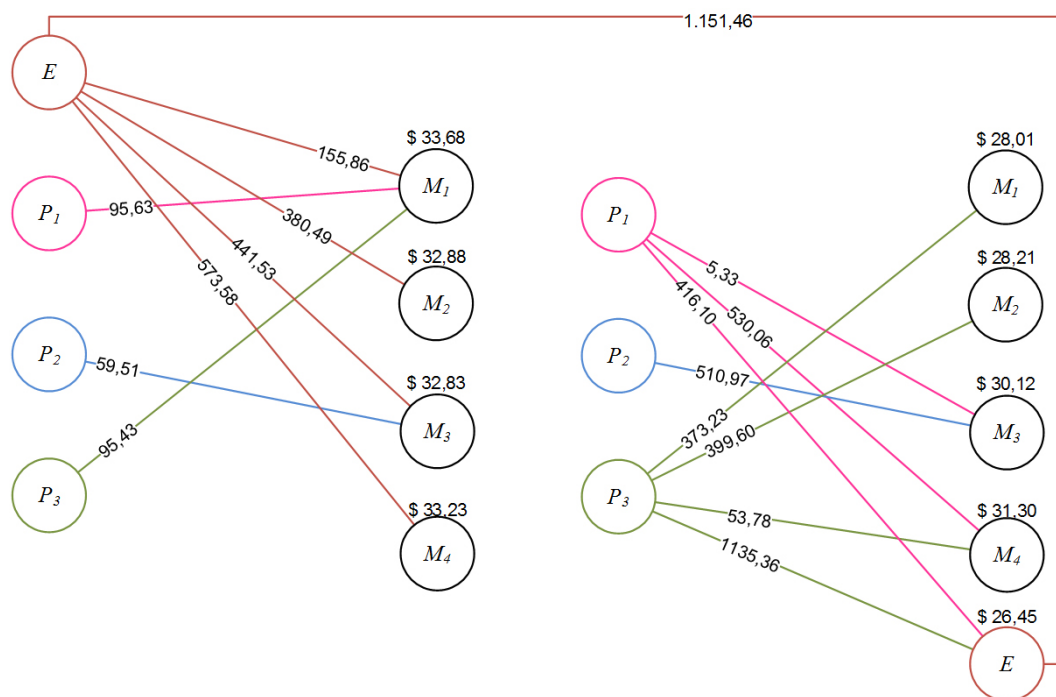 1.151,46
E
155,86
$ 33,68
M1
P1
95,63
380,49
441,53
573,58
$ 32,88
M2
P2
59,51
$ 32,83
M3
95,43
P3
$ 33,23
M4
$ 28,01
M1
P1
5,33
416,10
530,06
$ 28,21
M2
P2
510,97
$ 30,12
M3
373,23
399,60
P3
53,78
1135,36
$ 31,30
M4
$ 26,45
E